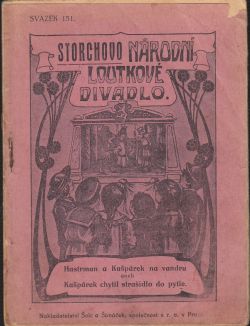 SVAZEK 151.
STORCHOVO NÁRODNÍ
LOUTKOVÉ
DIVADLO.
Hastrman a Kašpárek na vandru
aneb
Kašpárek chytil strašidlo do pytle.
Nakladatelství Šolc a Šimáček, společnost s r. o. v Praze